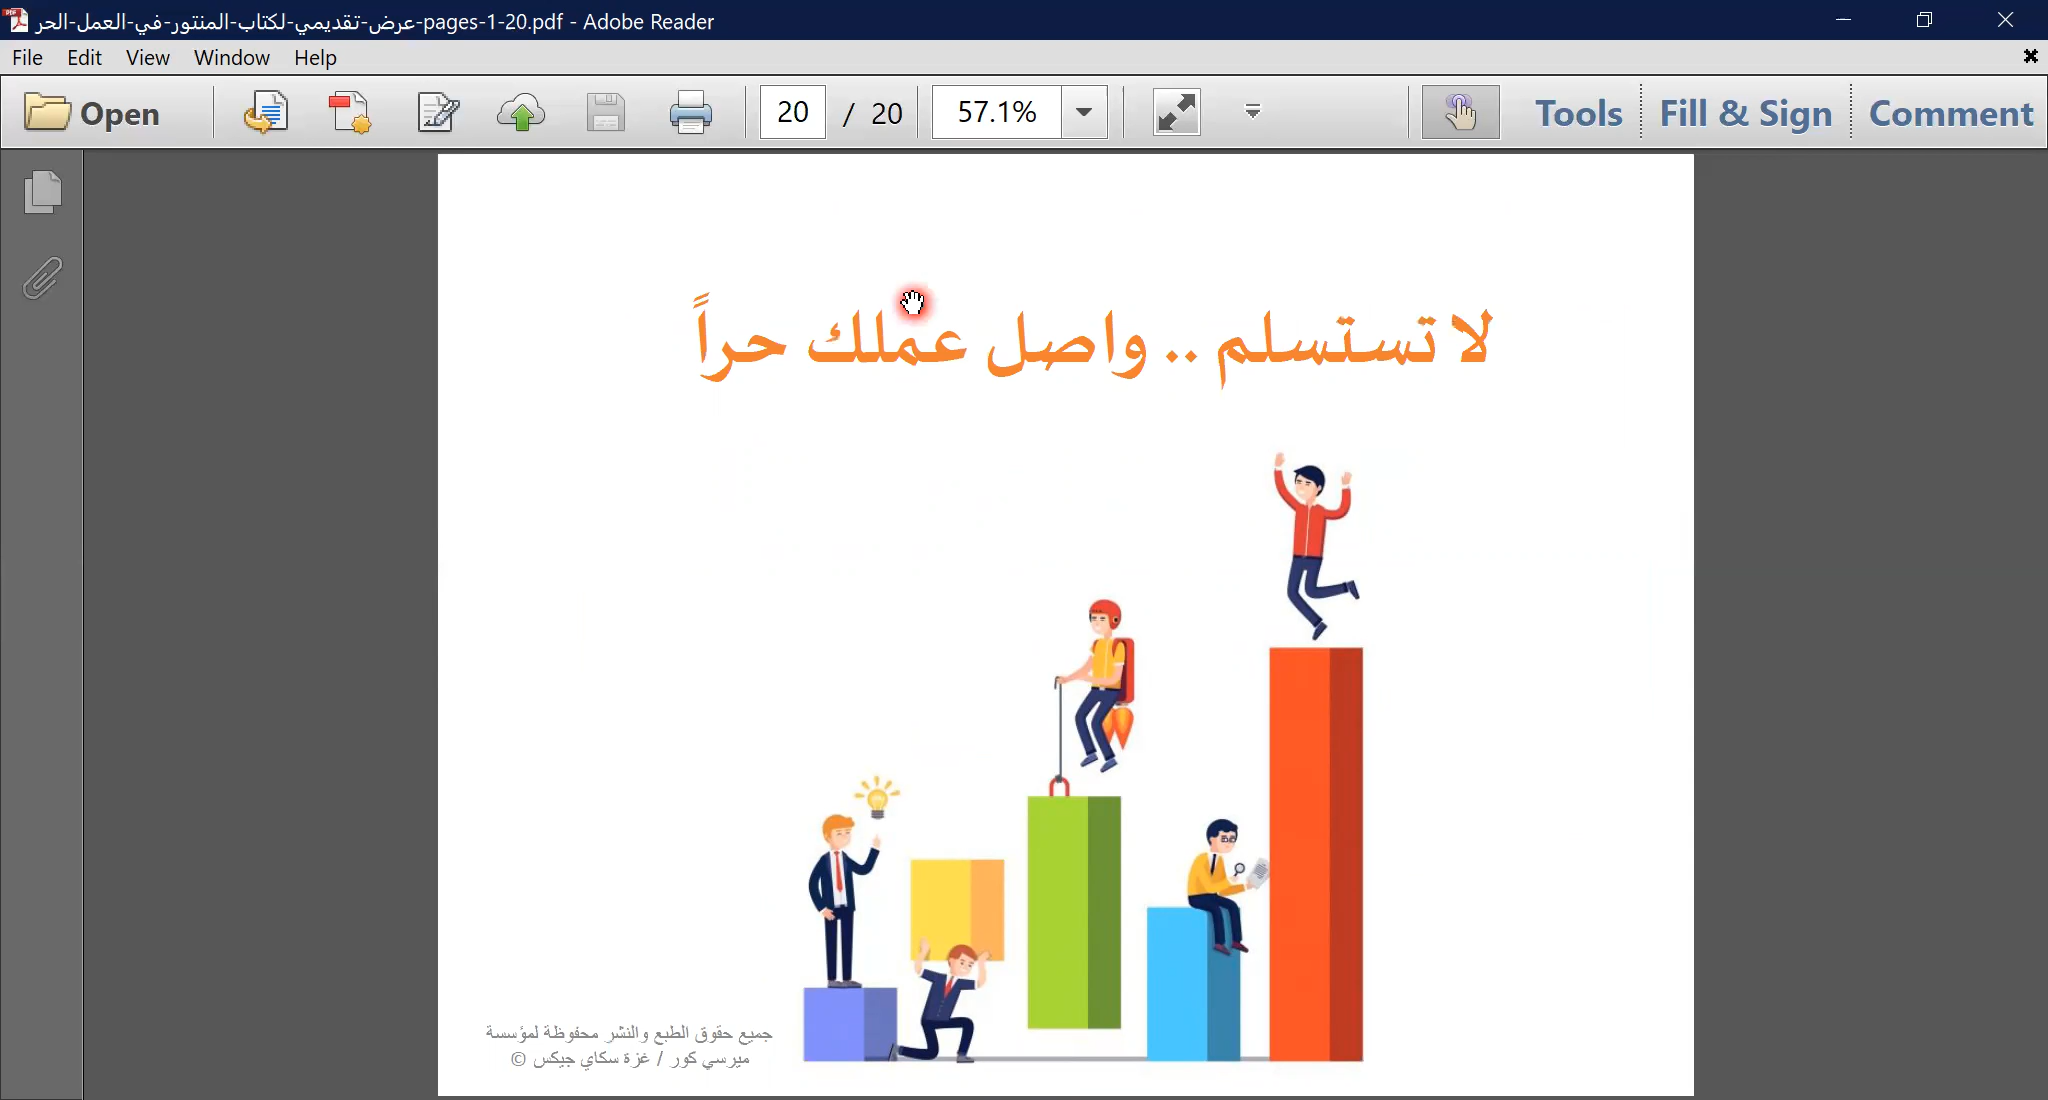 عرض-تقديمي-لكتاب-المنتور-في-العمل-الحر-pages-1-20.pdf - Adobe Reader
File Edit View Window Help
Open 20 / 20 57.1% Tools Fill & Sign Comment
لا تستسلم .. واصل عملك حراً
جميع حقوق الطبع والنشر محفوظة لمؤسسة
ميرسي كور / غزة سكاي جيكس ©